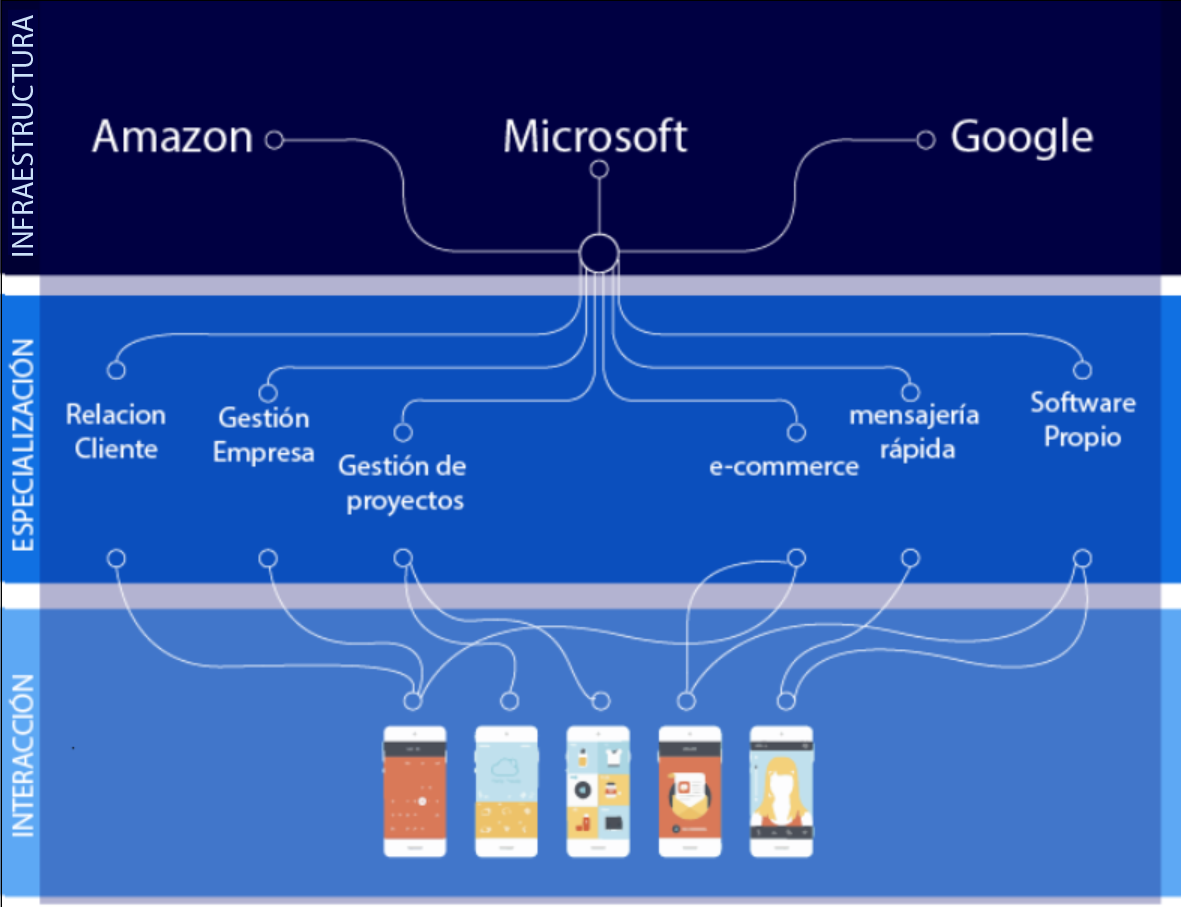 INFRAESTRUCTURA
Amazon
Microsoft
Google
ESPECIALIZACIÓN
Relacion
Cliente
Gestión
Empresa
Gestión de
proyectos
e-commerce
mensajería
rápida
Software
Propio
INTERACCIÓN